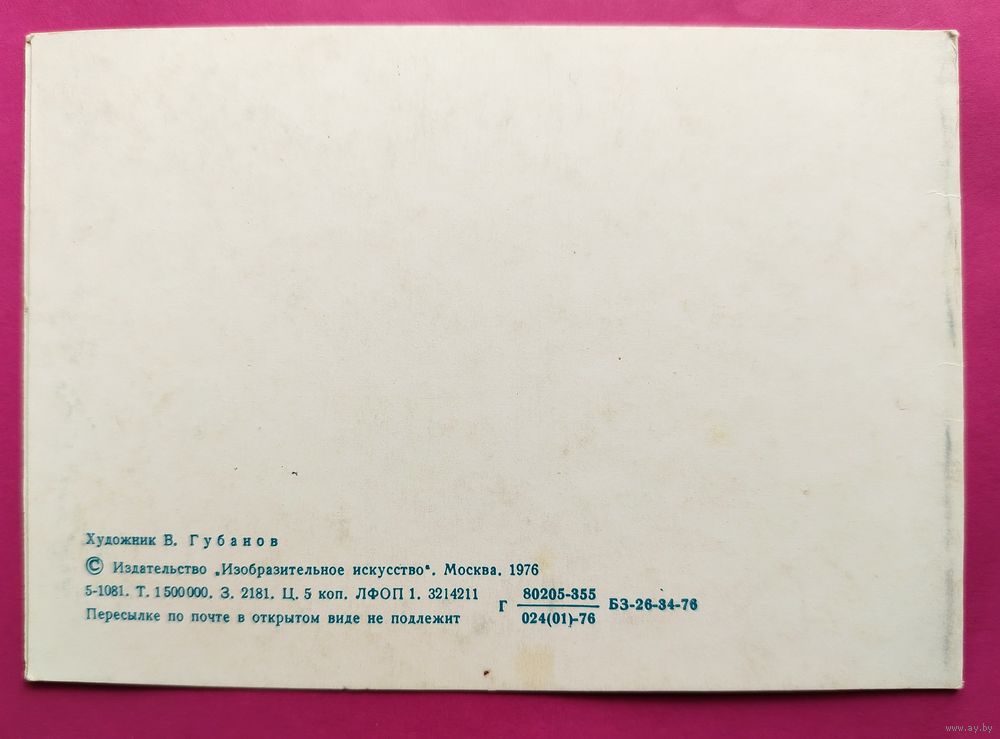 Художник В. Губанов
© Издательство „Изобразительное искусство“. Москва. 1976
5-1081. Т. 1 500 000. З. 2181. Ц. 5 коп. ЛФОП 1. 3214211
Пересылке по почте в открытом виде не подлежит
Г 80205-355 БЗ-26-34-76
024(01)-76
www.ay.by